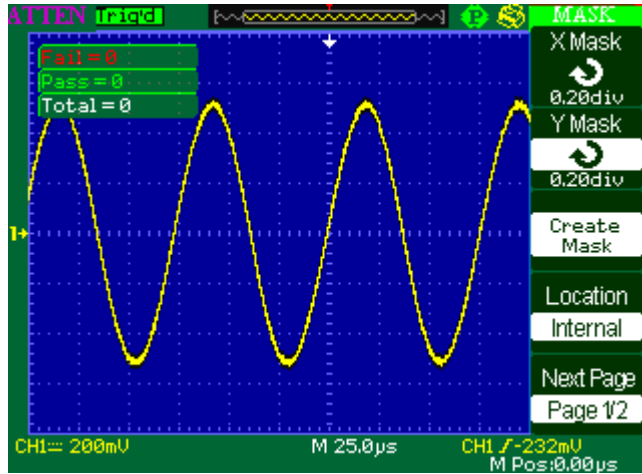 ATTEN Trig'd P MASK
Fail=0
Pass=0
Total=0
1
X Mask
0.20div
Y Mask
0.20div
Create
Mask
Location
Internal
Next Page
Page 1/2
CH1 200mV M 25.0µs CH1 -232mV
M Pos:0.00µs